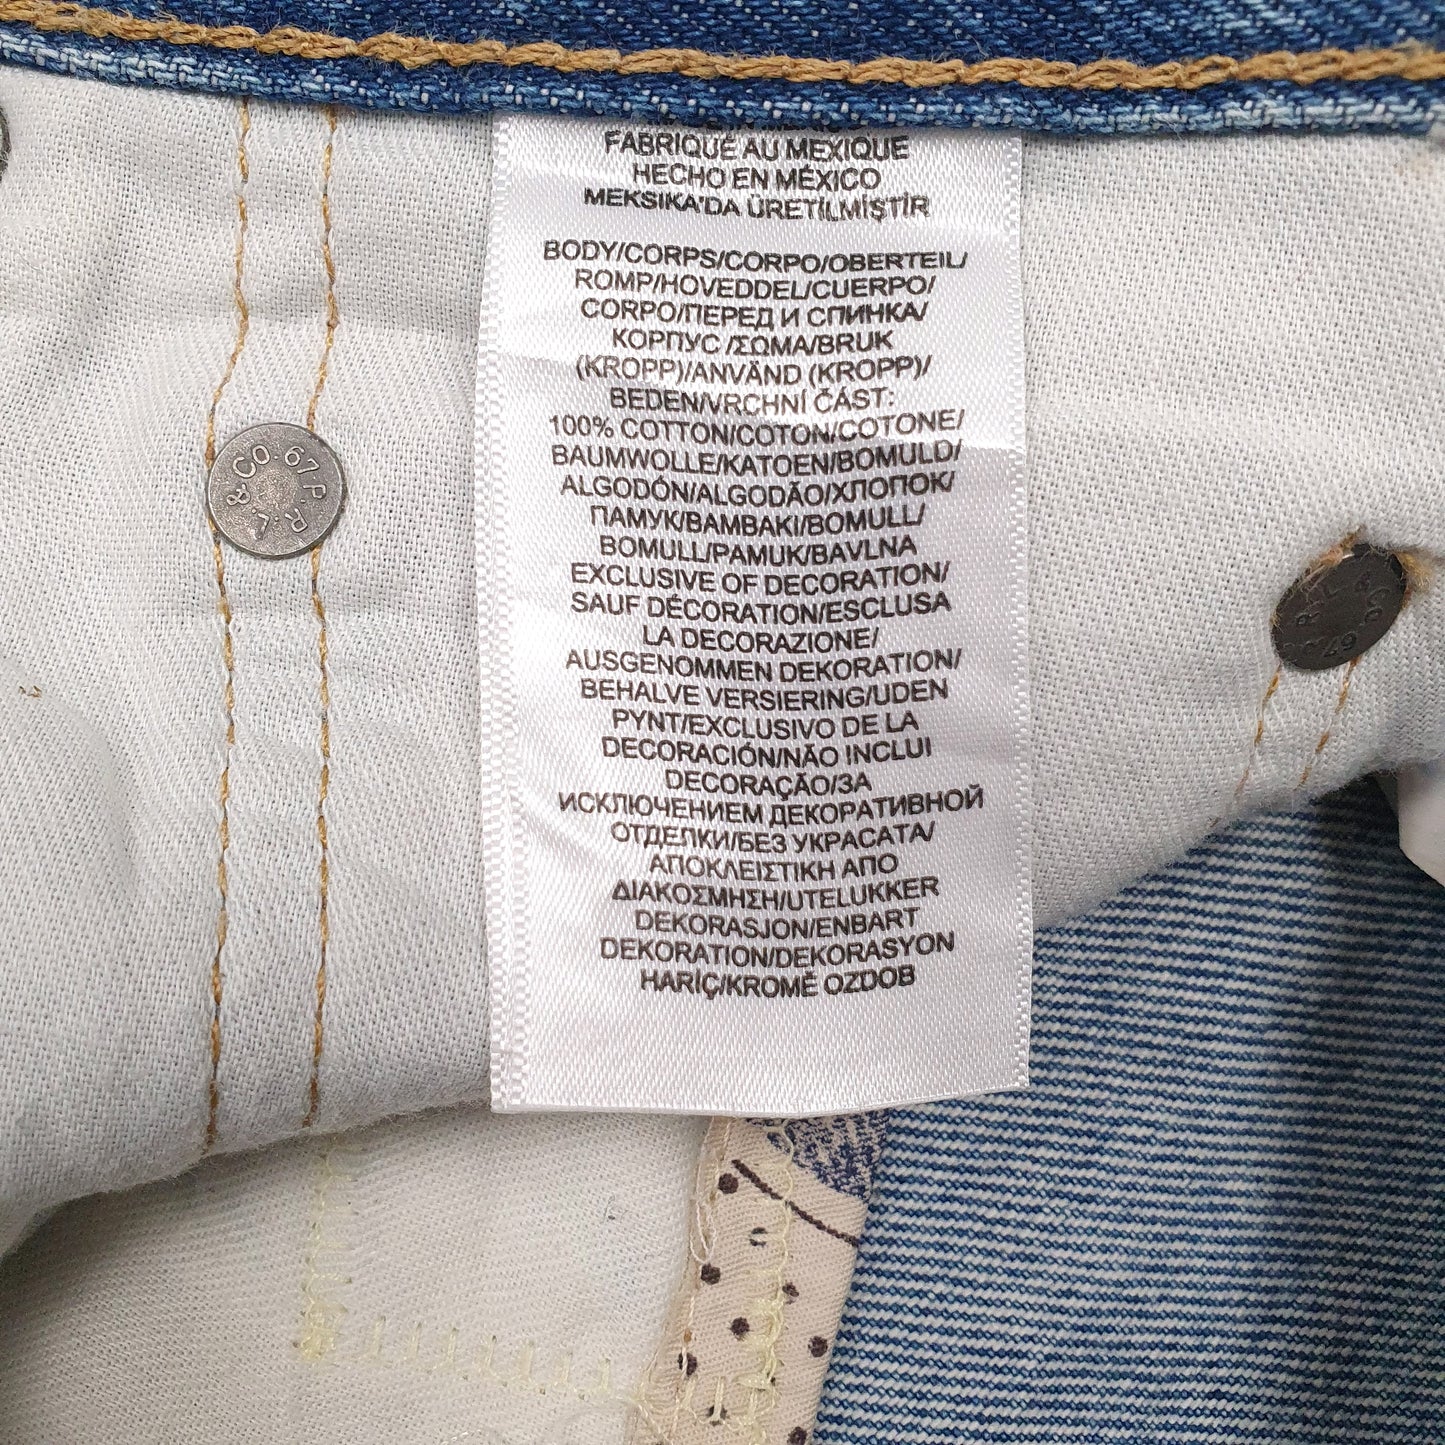 FABRIQUÉ AU MEXIQUE
HECHO EN MÉXICO
MEKSIKA'DA ÜRETİLMİŞTİR
BODY/CORPS/CORPO/OBERTEIL/
ROMP/HOVEDDEL/CUERPO/
CORPO/ПЕРЕД И СПИНКА/
КОРПУС /ΣΩΜΑ/BRUK
(KROPP)/ANVÄND (KROPP)/
BEDEN/VRCHNÍ ČÁST:
100% COTTON/COTON/COTONE/
BAUMWOLLE/KATOEN/BOMULD/
ALGODÓN/ALGODÃO/ХЛОПОК/
ПАМУК/BAMBAKI/BOMULL/
BOMULL/PAMUK/BAVLNA
EXCLUSIVE OF DECORATION/
SAUF DÉCORATION/ESCLUSA
LA DECORAZIONE/
AUSGENOMMEN DEKORATION/
BEHALVE VERSIERING/UDEN
PYNT/EXCLUSIVO DE LA
DECORACIÓN/NÃO INCLUI
DECORAÇÃO/ЗА
ИСКЛЮЧЕНИЕМ ДЕКОРАТИВНОЙ
ОТДЕЛКИ/БЕЗ УКРАСАТА/
ΑΠΟΚΛΕΙΣΤΙΚΗ ΑΠΟ
ΔΙΑΚΟΣΜΗΣΗ/UTELUKKER
DEKORASJON/ENBART
DEKORATION/DEKORASYON
HARİÇ/KROMĚ OZDOB
R.L. & CO. 67